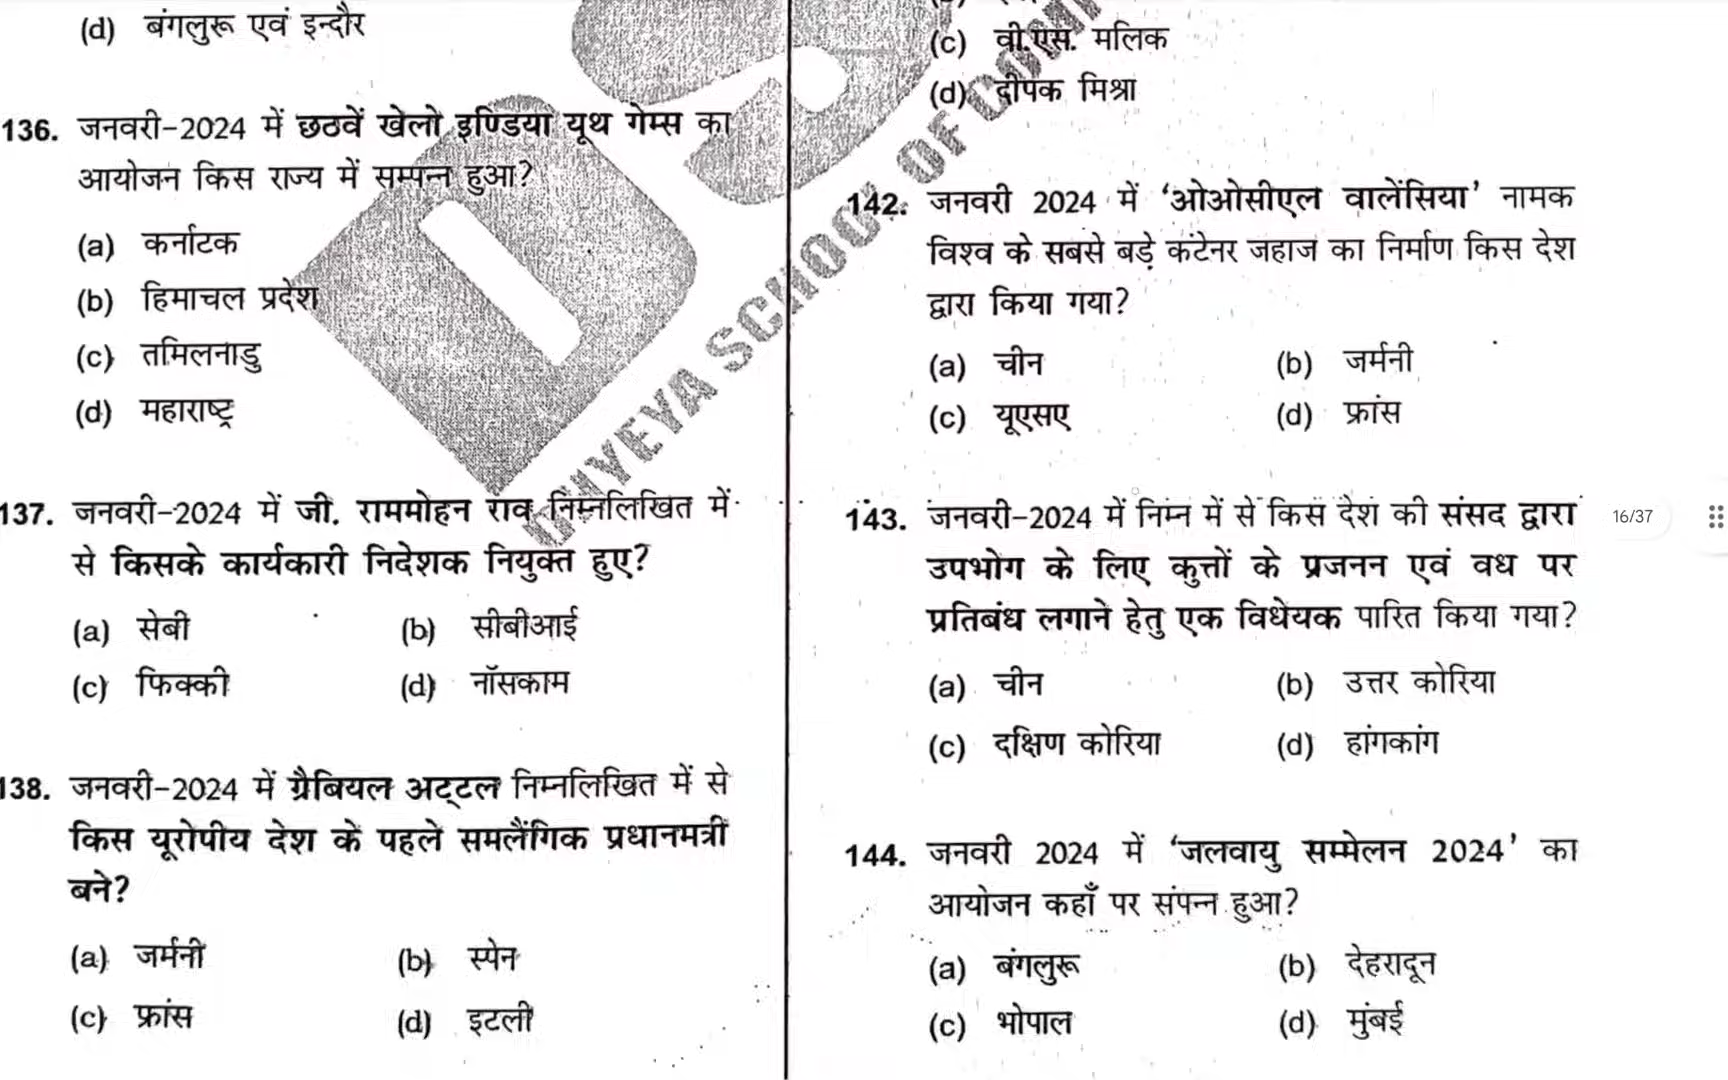 (d) बंगलुरू एवं इन्दौर
136. जनवरी-2024 में छठवें खेलो इण्डिया यूथ गेम्स का
आयोजन किस राज्य में सम्पन्न हुआ?
(a) कर्नाटक
(b) हिमाचल प्रदेश
(c) तमिलनाडु
(d) महाराष्ट्र
137. जनवरी-2024 में जी. राममोहन राव निम्नलिखित में
से किसके कार्यकारी निदेशक नियुक्त हुए?
(a) सेबी (b) सीबीआई
(c) फिक्की (d) नॉसकाम
138. जनवरी-2024 में ग्रैबियल अट्टल निम्नलिखित में से
किस यूरोपीय देश के पहले समलैंगिक प्रधानमत्री
बने?
(a) जर्मनी (b) स्पेन
(c) फ्रांस (d) इटली
(c) वी.एस. मलिक
(d) दीपक मिश्रा
142. जनवरी 2024 में ‘ओओसीएल वालेंसिया’ नामक
विश्व के सबसे बड़े कंटेनर जहाज का निर्माण किस देश
द्वारा किया गया?
(a) चीन (b) जर्मनी
(c) यूएसए (d) फ्रांस
143. जनवरी-2024 में निम्न में से किस देश की संसद द्वारा
उपभोग के लिए कुत्तों के प्रजनन एवं वध पर
प्रतिबंध लगाने हेतु एक विधेयक पारित किया गया?
(a) चीन (b) उत्तर कोरिया
(c) दक्षिण कोरिया (d) हांगकांग
144. जनवरी 2024 में ‘जलवायु सम्मेलन 2024’ का
आयोजन कहाँ पर संपन्न हुआ?
(a) बंगलुरू (b) देहरादून
(c) भोपाल (d) मुंबई
16/37
SCHOOL OF